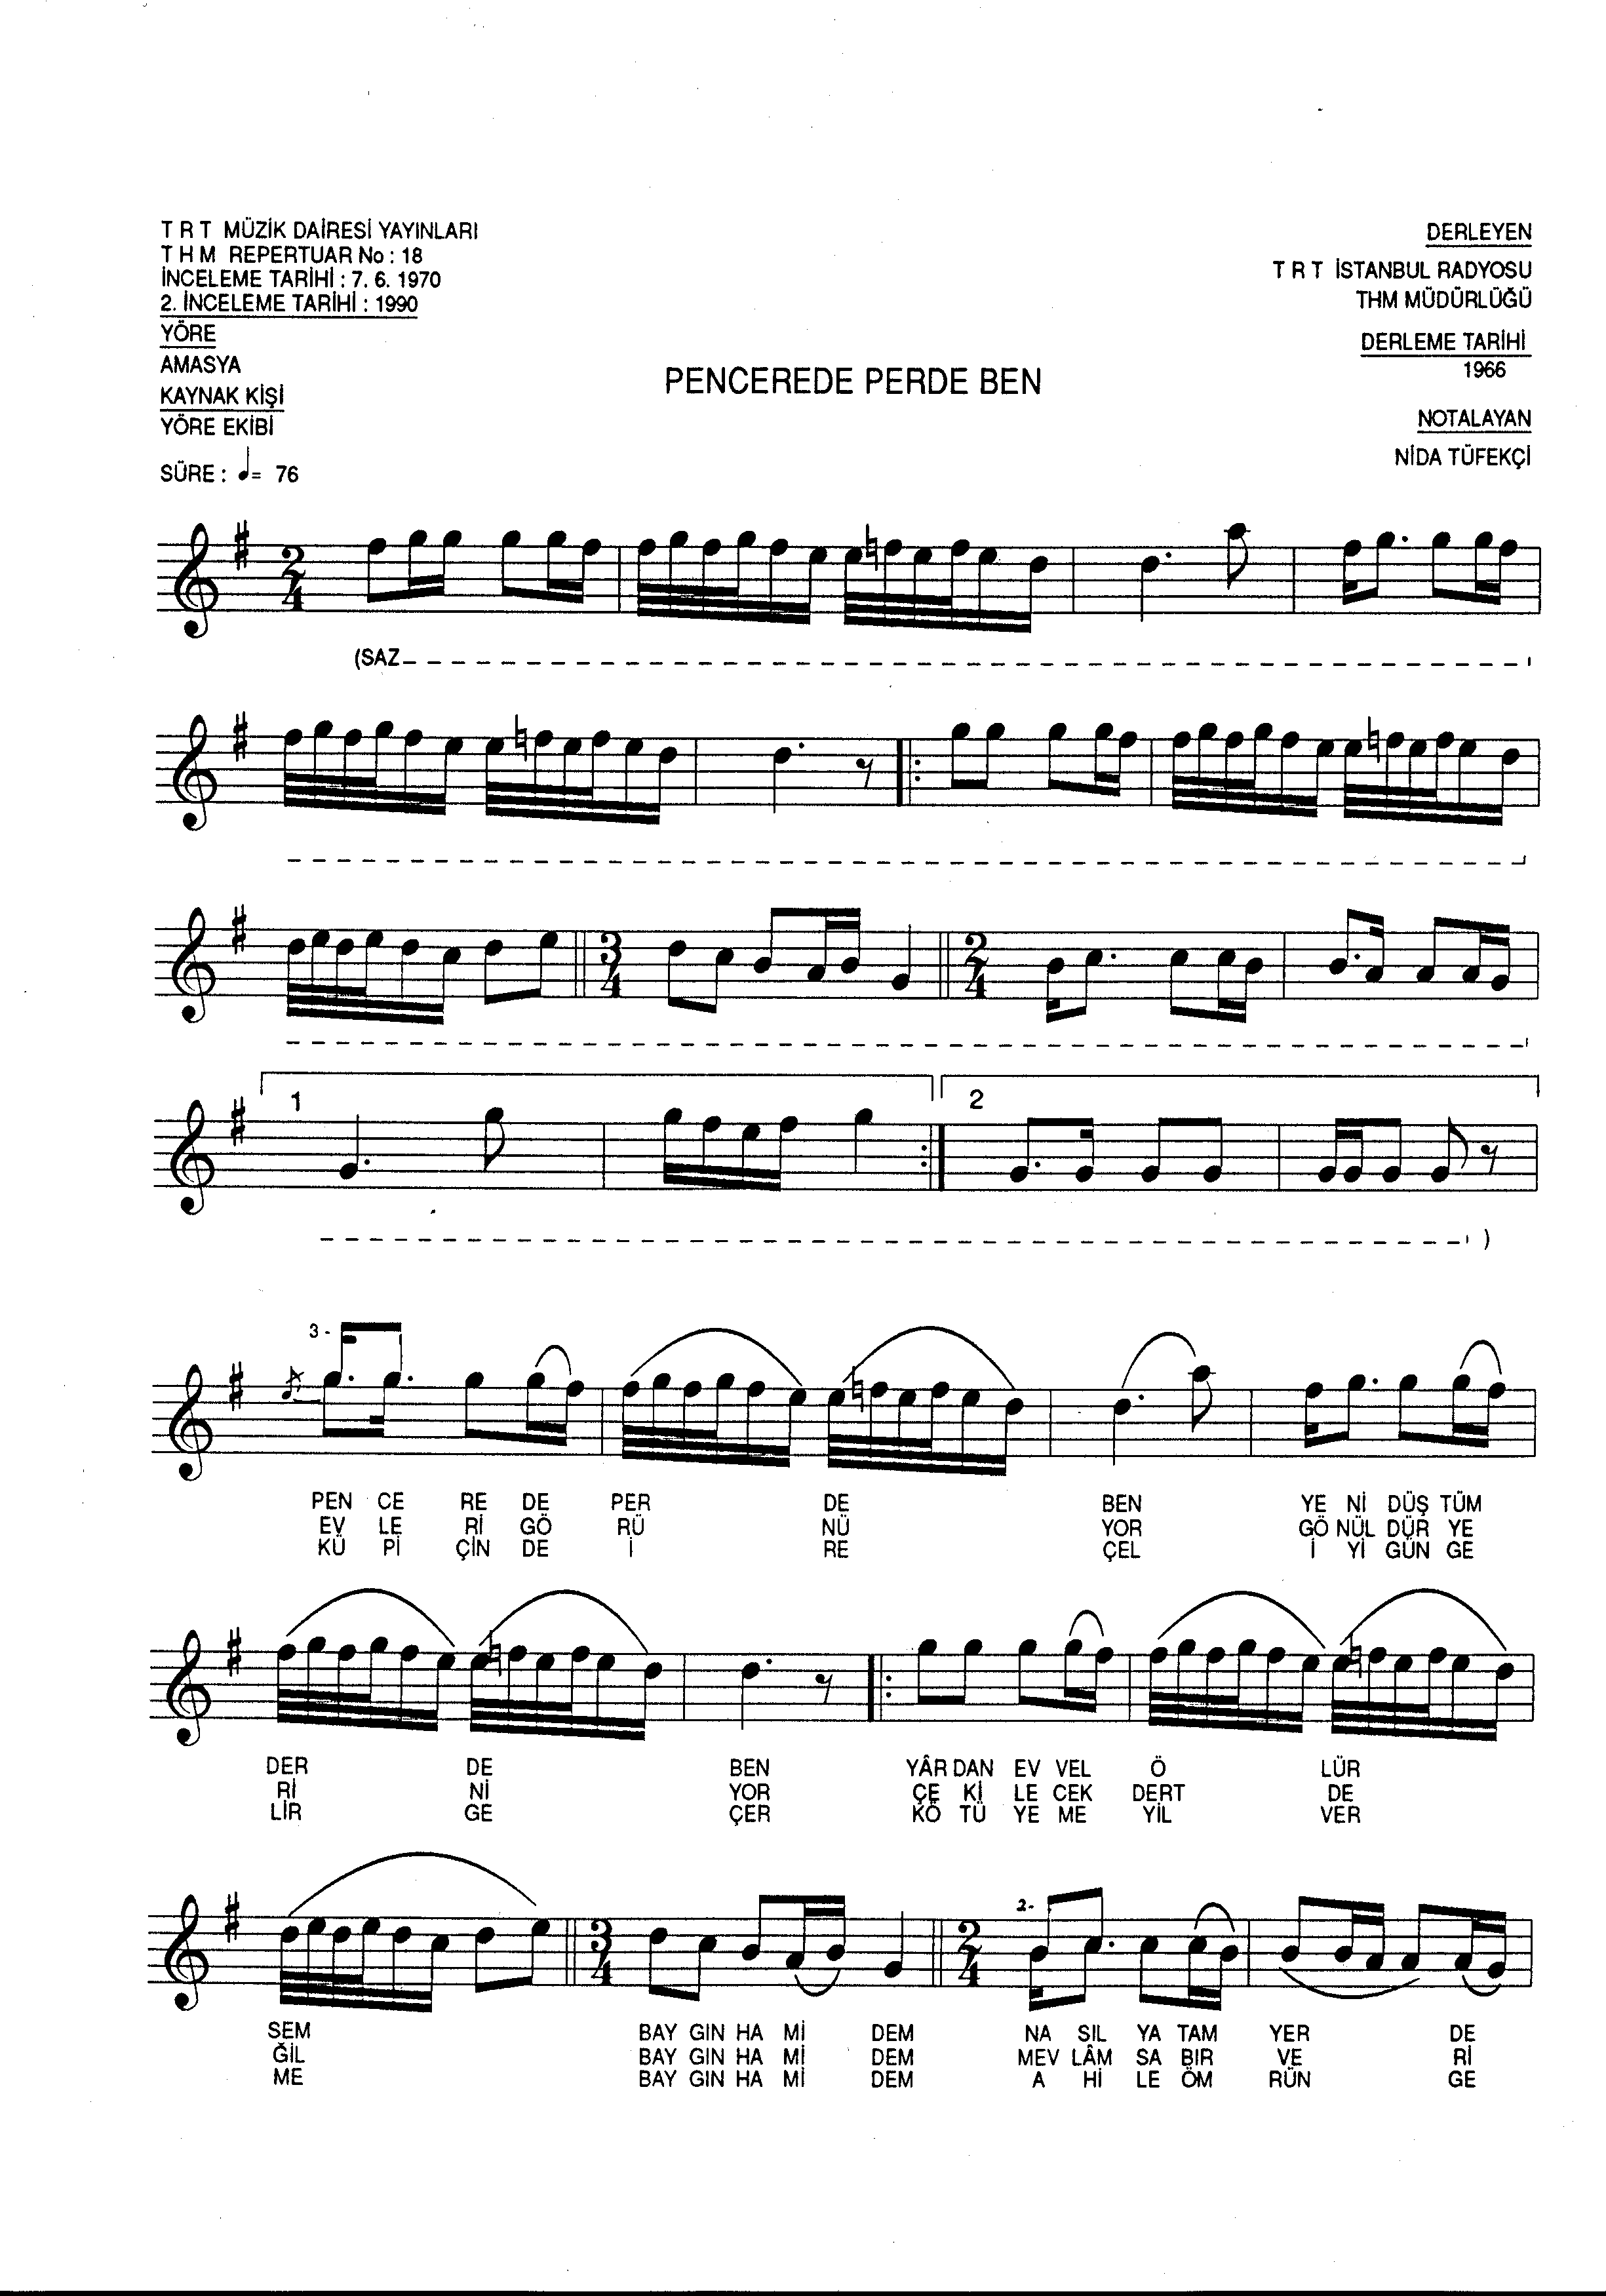 T R T MÜZİK DAİRESİ YAYINLARI
T H M REPERTUAR No : 18
İNCELEME TARİHİ : 7. 6. 1970
2. İNCELEME TARİHİ : 1990
YÖRE
AMASYA
KAYNAK KİŞİ
YÖRE EKİBİ
SÜRE : = 76
PENCEREDE PERDE BEN
DERLEYEN
T R T İSTANBUL RADYOSU
THM MÜDÜRLÜĞÜ
DERLEME TARİHİ
1966
NOTALAYAN
NİDA TÜFEKÇİ
2/4
(SAZ
3/4 2/4
1 2
)
3 -
PEN CE RE DE PER DE BEN YE Nİ DÜŞ TÜM
EV LE Rİ GÖ RÜ NÜ YOR GÖ NÜL DÜR YE
KÜ Pİ ÇİN DE İ RE ÇEL İ Yİ GÜN GE
DER DE BEN YÂR DAN EV VEL Ö LÜR
Rİ Nİ YOR ÇE Kİ LE CEK DERT DE
LİR GE ÇER KÖ TÜ YE ME YİL VER
3/4 2/4 2-
SEM BAY GIN HA Mİ DEM NA SIL YA TAM YER DE
ĞİL BAY GIN HA Mİ DEM MEV LÂM SA BIR VE Rİ
ME BAY GIN HA Mİ DEM A Hİ LE ÖM RÜN GE